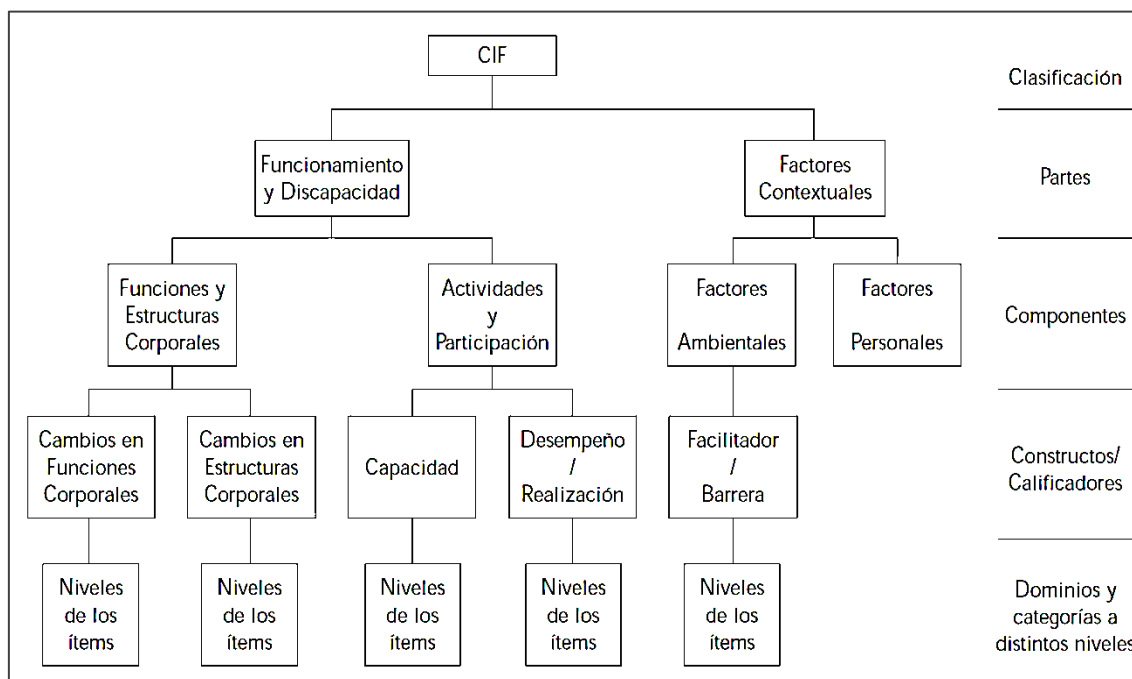 CIF
Clasificación
Funcionamiento
y Discapacidad
Factores
Contextuales
Partes
Funciones y
Estructuras
Corporales
Actividades
y
Participación
Factores
Ambientales
Factores
Personales
Componentes
Cambios en
Funciones
Corporales
Cambios en
Estructuras
Corporales
Capacidad
Desempeño
/
Realización
Facilitador
/
Barrera
Constructos/
Calificadores
Niveles
de los
ítems
Niveles
de los
ítems
Niveles
de los
ítems
Niveles
de los
ítems
Niveles
de los
ítems
Dominios y
categorías a
distintos niveles